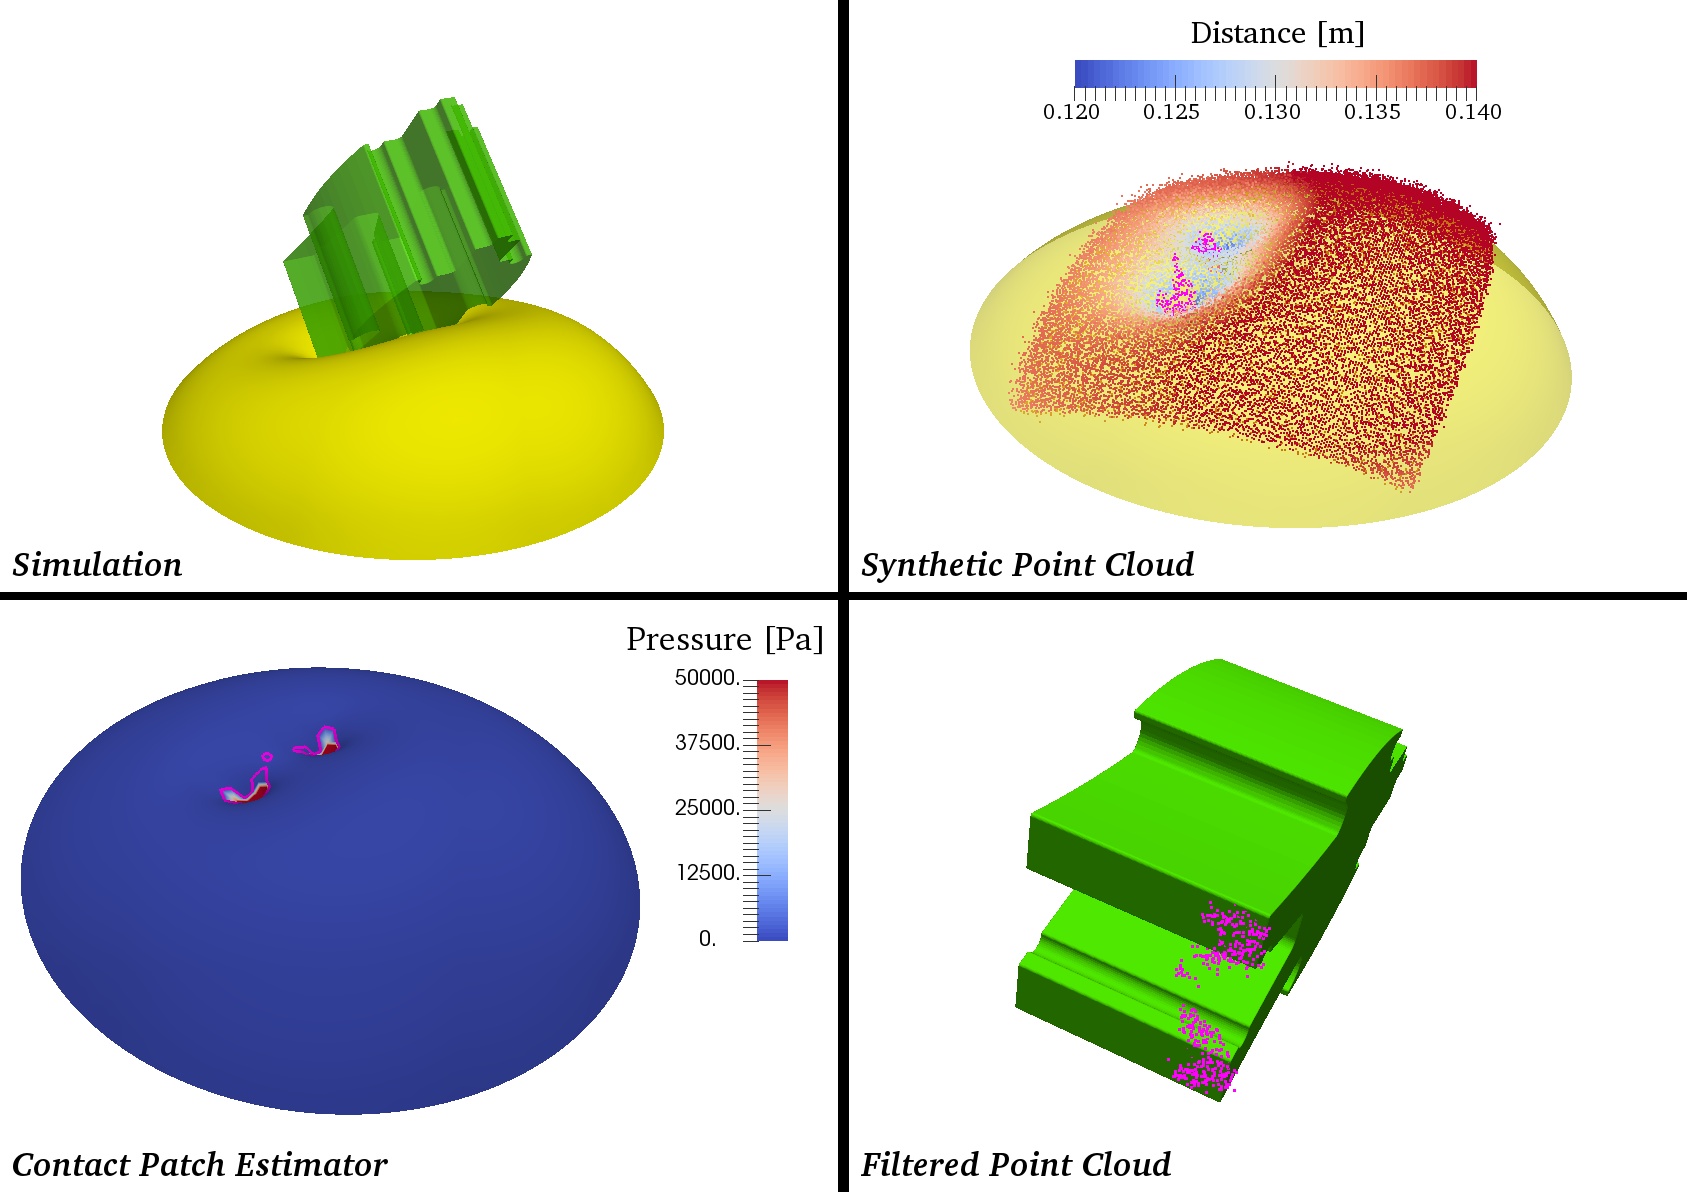 Simulation
Distance [m]
0.120 0.125 0.130 0.135 0.140
Synthetic Point Cloud
Pressure [Pa]
50000.
37500.
25000.
12500.
0.
Contact Patch Estimator
Filtered Point Cloud